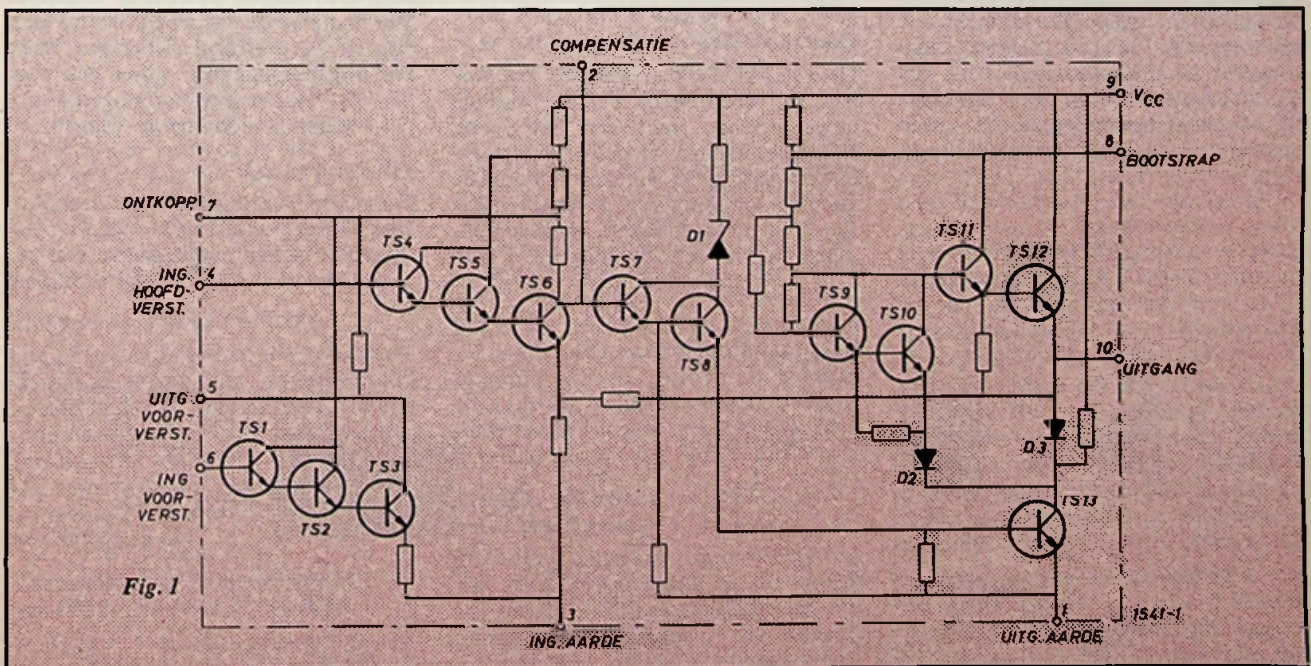 COMPENSATIE
2
9
VCC
8
BOOTSTRAP
ONTKOPP.
7
TS4
TS5
TS6
D1
TS7
TS8
TS11
TS12
TS9
TS10
ING.
HOOFD-
VERST.
4
10
UITGANG
UITG.
VOOR-
VERST.
5
TS1
TS2
TS3
6
ING
VOOR-
VERST.
D2
D3
TS13
Fig. 1
3
ING. AARDE
1
UITG. AARDE
1541-1